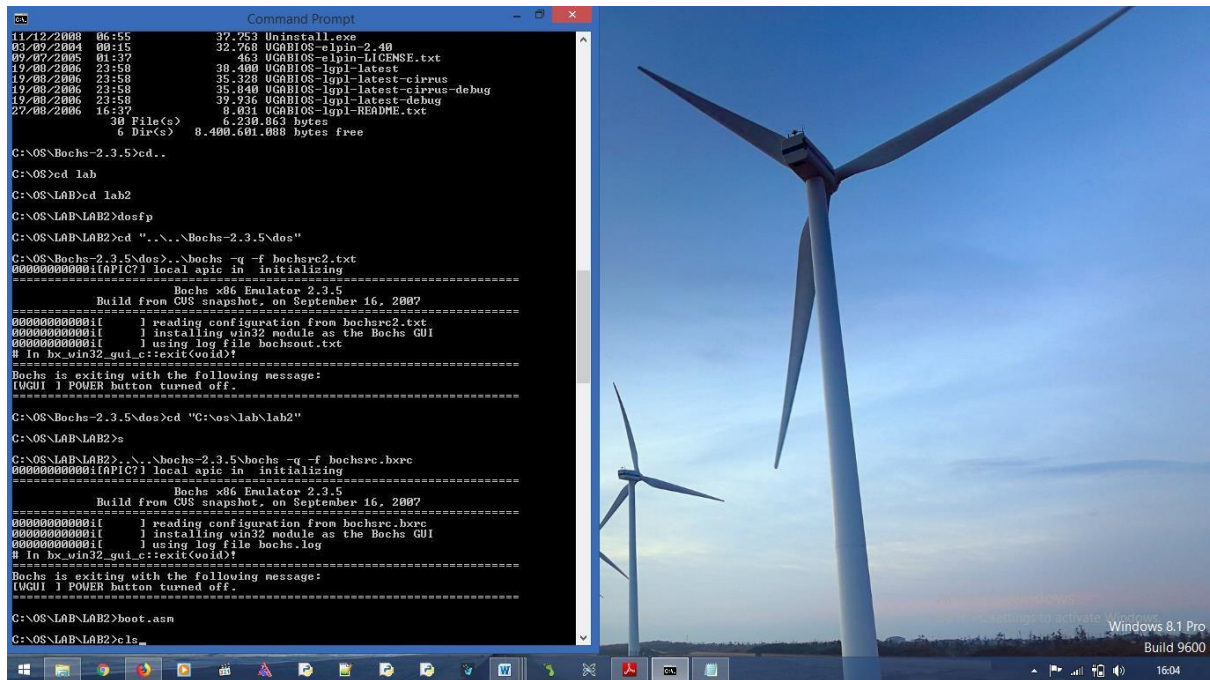 Command Prompt
11/12/2008  06:55            37.753 Uninstall.exe
03/09/2004  00:15            32.768 VGABIOS-elpin-2.40
09/07/2005  01:37               463 VGABIOS-elpin-LICENSE.txt
19/08/2006  23:58            38.400 VGABIOS-lgpl-latest
19/08/2006  23:58            35.328 VGABIOS-lgpl-latest-cirrus
19/08/2006  23:58            35.840 VGABIOS-lgpl-latest-cirrus-debug
19/08/2006  23:58            39.936 VGABIOS-lgpl-latest-debug
27/08/2006  16:37             8.031 VGABIOS-lgpl-README.txt
30 File(s)      6.230.863 bytes
6 Dir(s)   8.400.601.088 bytes free
C:\OS\Bochs-2.3.5>cd..
C:\OS>cd lab
C:\OS\LAB>cd lab2
C:\OS\LAB\LAB2>dosfp
C:\OS\LAB\LAB2>cd "..\..\Bochs-2.3.5\dos"
C:\OS\Bochs-2.3.5\dos>..\bochs -q -f bochsrc2.txt
00000000000i[APIC?] local apic in  initializing
========================================================================
Bochs x86 Emulator 2.3.5
Build from CVS snapshot, on September 16, 2007
========================================================================
00000000000i[     ] reading configuration from bochsrc2.txt
00000000000i[     ] installing win32 module as the Bochs GUI
00000000000i[     ] using log file bochsout.txt
# In bx_win32_gui_c::exit(void)!
========================================================================
Bochs is exiting with the following message:
[WGUI ] POWER button turned off.
========================================================================
C:\OS\Bochs-2.3.5\dos>cd "C:\os\lab\lab2"
C:\OS\LAB\LAB2>s
C:\OS\LAB\LAB2>..\..\bochs-2.3.5\bochs -q -f bochsrc.bxrc
00000000000i[APIC?] local apic in  initializing
========================================================================
Bochs x86 Emulator 2.3.5
Build from CVS snapshot, on September 16, 2007
========================================================================
00000000000i[     ] reading configuration from bochsrc.bxrc
00000000000i[     ] installing win32 module as the Bochs GUI
00000000000i[     ] using log file bochs.log
# In bx_win32_gui_c::exit(void)!
========================================================================
Bochs is exiting with the following message:
[WGUI ] POWER button turned off.
========================================================================
C:\OS\LAB\LAB2>boot.asm
C:\OS\LAB\LAB2>cls_
settings to activate Windows.
Windows 8.1 Pro
Build 9600
16:04